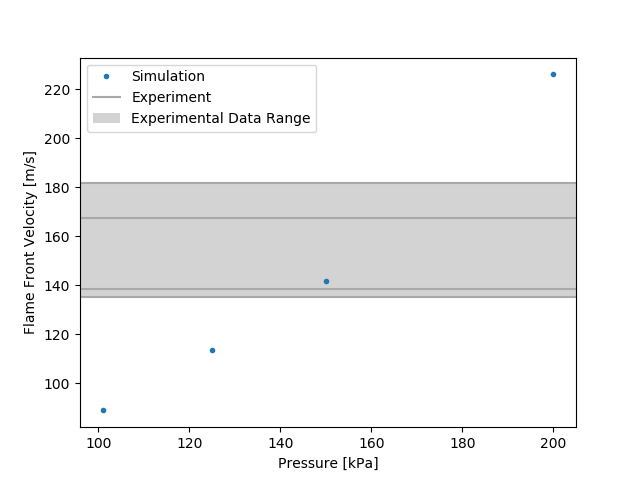 Simulation
Experiment
Experimental Data Range
Flame Front Velocity [m/s]
220
200
180
160
140
120
100
100
120
140
160
180
200
Pressure [kPa]